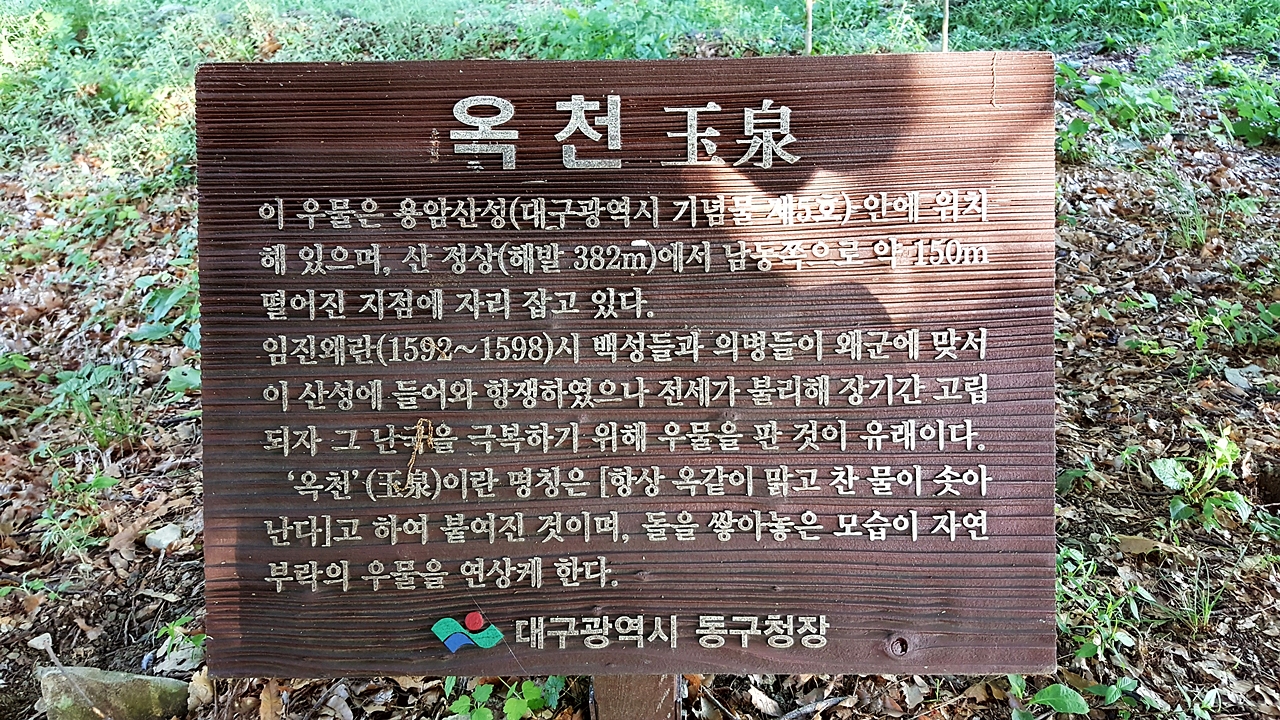 옥천 玉泉
이 우물은 용암산성(대구광역시 기념물 제5호) 안에 위치
해 있으며, 산 정상(해발 382m)에서 남동쪽으로 약 150m
떨어진 지점에 자리 잡고 있다.
임진왜란(1592~1598)시 백성들과 의병들이 왜군에 맞서
이 산성에 들어와 항쟁하였으나 전세가 불리해 장기간 고립
되자 그 난국을 극복하기 위해 우물을 판 것이 유래이다.
‘옥천’(玉泉)이란 명칭은 [항상 옥같이 맑고 찬 물이 솟아
난다]고 하여 붙여진 것이며, 돌을 쌓아놓은 모습이 자연
부락의 우물을 연상케 한다.
대구광역시 동구청장